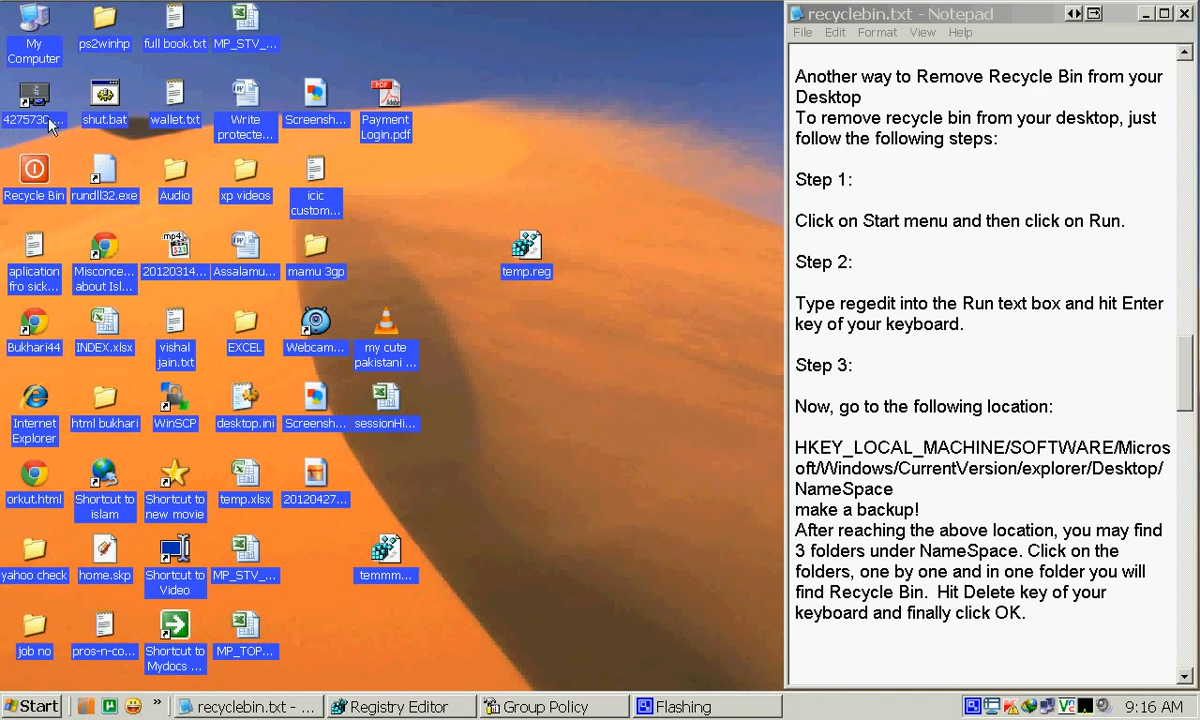 My
Computer
ps2winhp
full book.txt
MP_STV_...
4275730...
shut.bat
wallet.txt
Write
protecte...
Screensh...
Payment
Login.pdf
Recycle Bin
rundll32.exe
Audio
xp videos
icic
custom...
aplication
fro sick...
Misconce...
about Isl...
20120314...
Assalamu...
mamu 3gp
temp.reg
Bukhari44
INDEX.xlsx
vishal
jain.txt
EXCEL
Webcam...
my cute
pakistani ...
Internet
Explorer
html bukhari
WinSCP
desktop.ini
Screensh...
sessionHi...
orkut.html
Shortcut to
islam
Shortcut to
new movie
temp.xlsx
20120427...
yahoo check
home.skp
Shortcut to
Video
MP_STV_...
temmm...
job no
pros-n-co...
Shortcut to
Mydocs ...
MP_TOP...
recyclebin.txt - Notepad
File Edit Format View Help
Another way to Remove Recycle Bin from your
Desktop
To remove recycle bin from your desktop, just
follow the following steps:
Step 1:
Click on Start menu and then click on Run.
Step 2:
Type regedit into the Run text box and hit Enter
key of your keyboard.
Step 3:
Now, go to the following location:
HKEY_LOCAL_MACHINE/SOFTWARE/Micros
oft/Windows/CurrentVersion/explorer/Desktop/
NameSpace
make a backup!
After reaching the above location, you may find
3 folders under NameSpace. Click on the
folders, one by one and in one folder you will
find Recycle Bin.  Hit Delete key of your
keyboard and finally click OK.
Start
recyclebin.txt - ...
Registry Editor
Group Policy
Flashing
9:16 AM